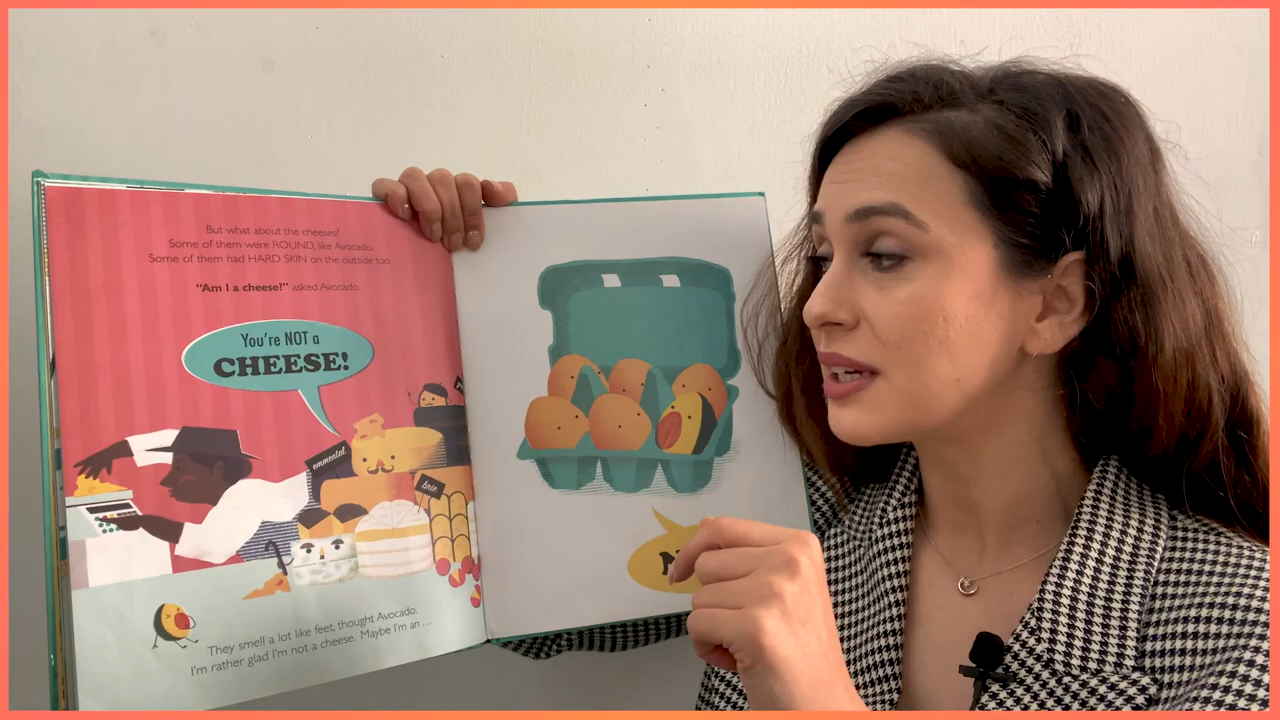 But what about the cheeses?
Some of them were ROUND, like Avocado.
Some of them had HARD SKIN on the outside too.
“Am I a cheese?” asked Avocado.
You're NOT a
CHEESE!
emmental
brie
They smell a lot like feet, thought Avocado.
I'm rather glad I'm not a cheese. Maybe I'm an ...